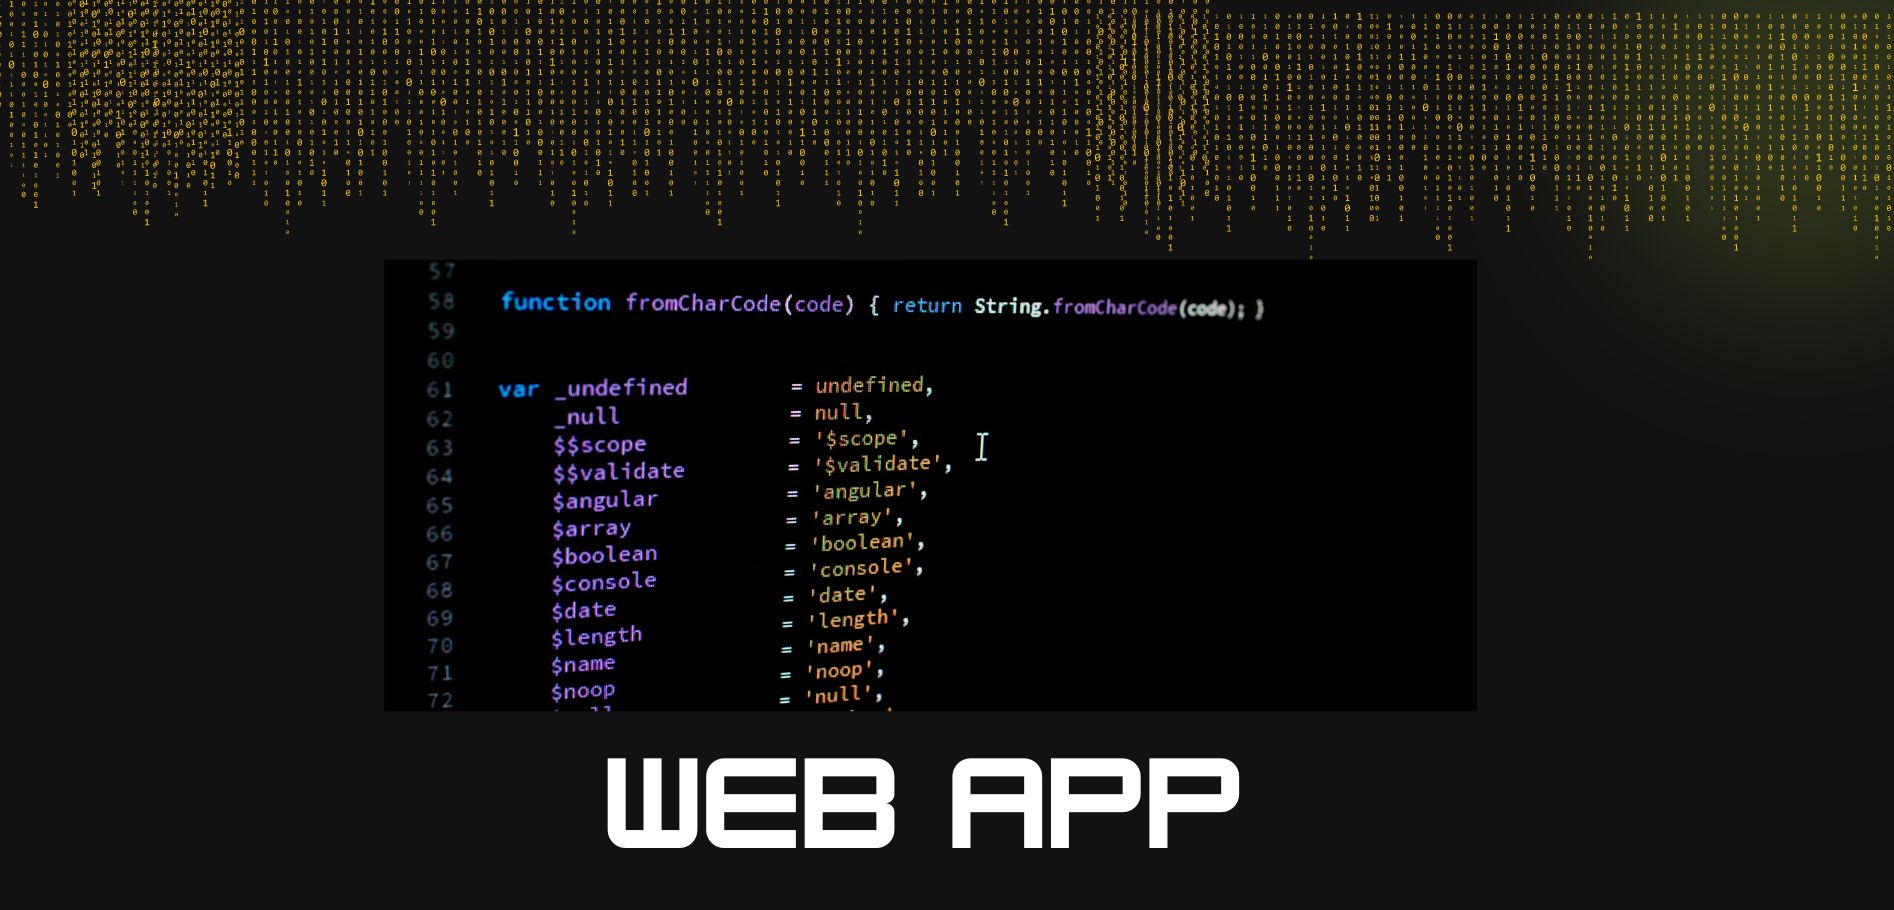 57
58 function fromCharCode(code) { return String.fromCharCode(code); }
59
60
61 var _undefined = undefined,
62 _null = null,
63 $$scope = '$scope',
64 $$validate = '$validate',
65 $angular = 'angular',
66 $array = 'array',
67 $boolean = 'boolean',
68 $console = 'console',
69 $date = 'date',
70 $length = 'length',
71 $name = 'name',
72 $noop = 'noop',
= 'null',
WEB APP